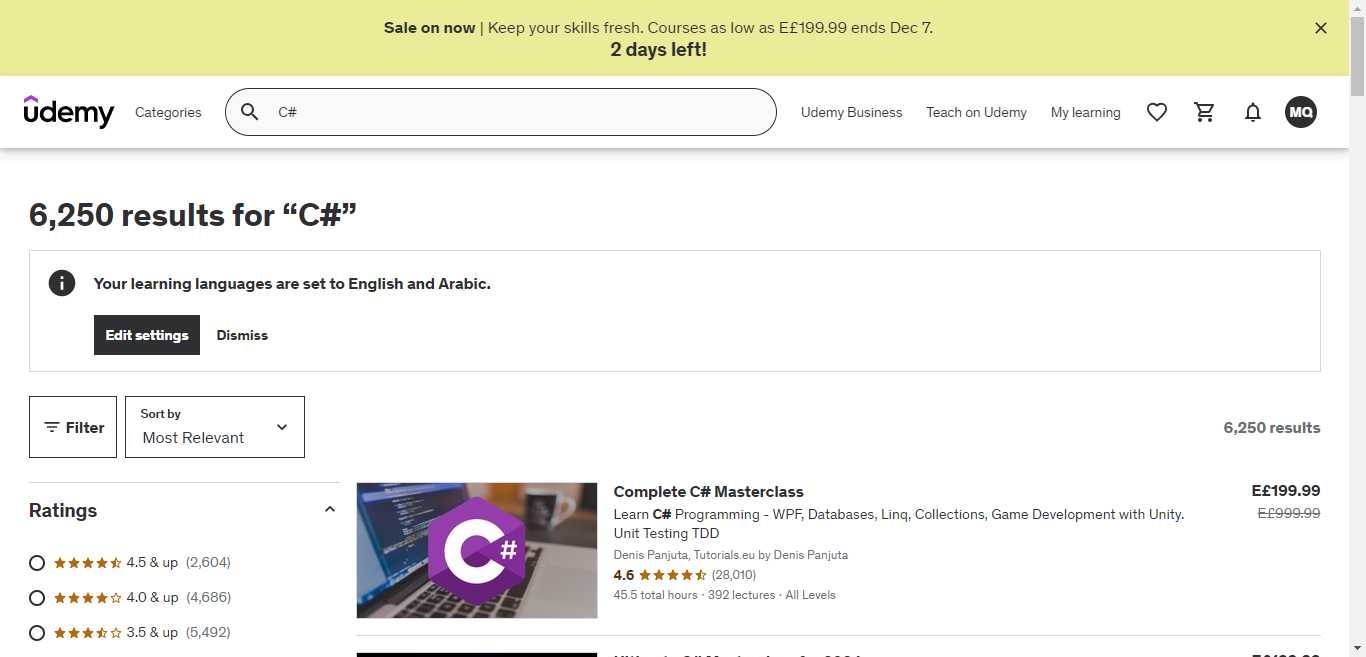 Sale on now | Keep your skills fresh. Courses as low as E£199.99 ends Dec 7.
2 days left!
udemy
Categories
C#
Udemy Business
Teach on Udemy
My learning
MQ
6,250 results for “C#”
Your learning languages are set to English and Arabic.
Edit settings
Dismiss
Filter
Sort by
Most Relevant
6,250 results
Ratings
4.5 & up (2,604)
4.0 & up (4,686)
3.5 & up (5,492)
C#
Complete C# Masterclass
E£199.99
Learn C# Programming - WPF, Databases, Linq, Collections, Game Development with Unity.
E£999.99
Unit Testing TDD
Denis Panjuta, Tutorials.eu by Denis Panjuta
4.6 (28,010)
45.5 total hours · 392 lectures · All Levels